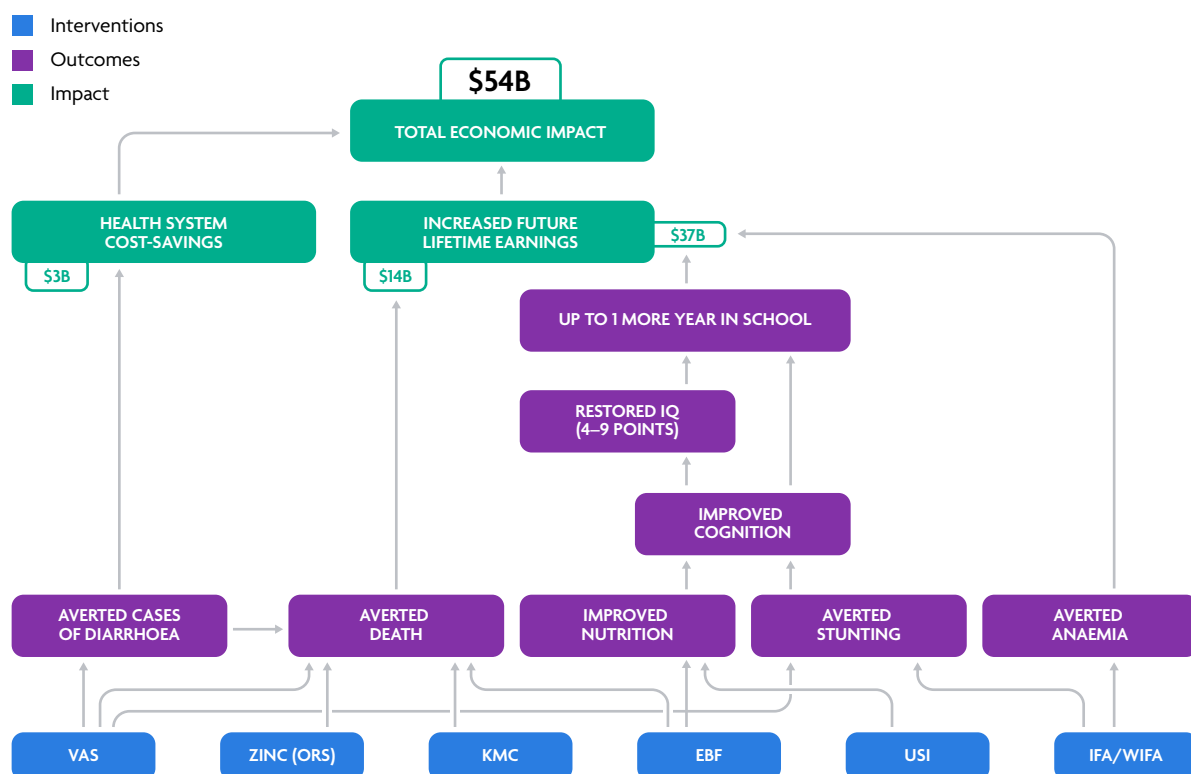 Interventions
Outcomes
Impact
$54B
TOTAL ECONOMIC IMPACT
HEALTH SYSTEM
COST-SAVINGS
$3B
INCREASED FUTURE
LIFETIME EARNINGS
$37B
$14B
UP TO 1 MORE YEAR IN SCHOOL
RESTORED IQ
(4–9 POINTS)
IMPROVED
COGNITION
AVERTED CASES
OF DIARRHOEA
AVERTED
DEATH
IMPROVED
NUTRITION
AVERTED
STUNTING
AVERTED
ANAEMIA
VAS
ZINC (ORS)
KMC
EBF
USI
IFA/WIFA